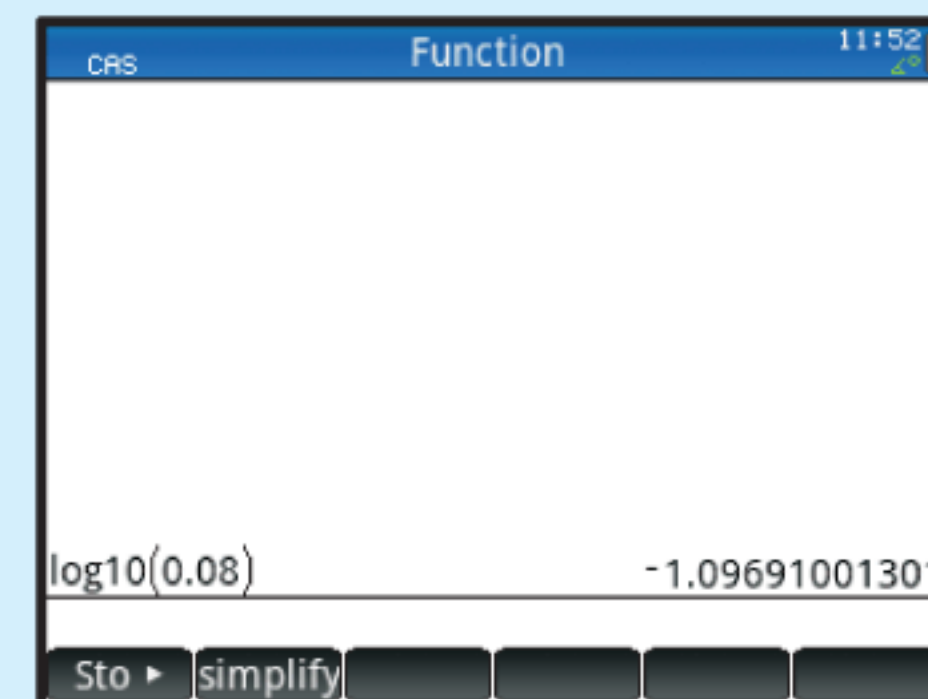 Function
11:52
CAS
∡°
log10(0.08)
-1.0969100130
Sto ▸
simplify